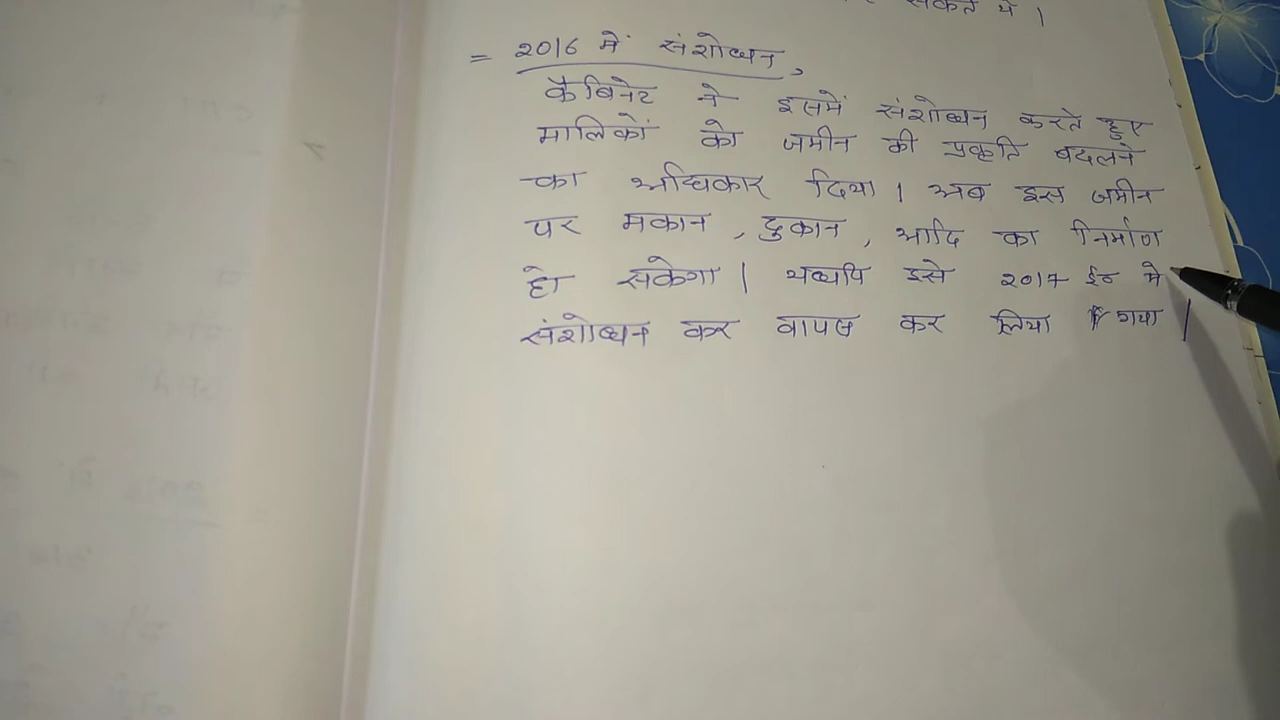 सकते थे।
= 2016 में संशोधन,
कैबिनेट ने इसमें संशोधन करते हुए
मालिकों को जमीन की प्रकृति बदलने
का अधिकार दिया। अब इस जमीन
पर मकान, दुकान, आदि का निर्माण
हो सकेगा। यद्यपि इसे 2017 ई० मे
संशोधन कर वापस कर लिया गया।